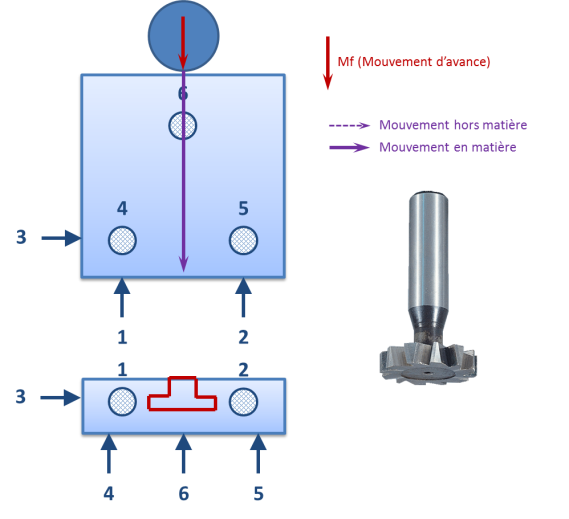 6
Mf (Mouvement d'avance)
Mouvement hors matière
Mouvement en matière
4 5
3
1 2
1 2
3
4 6 5